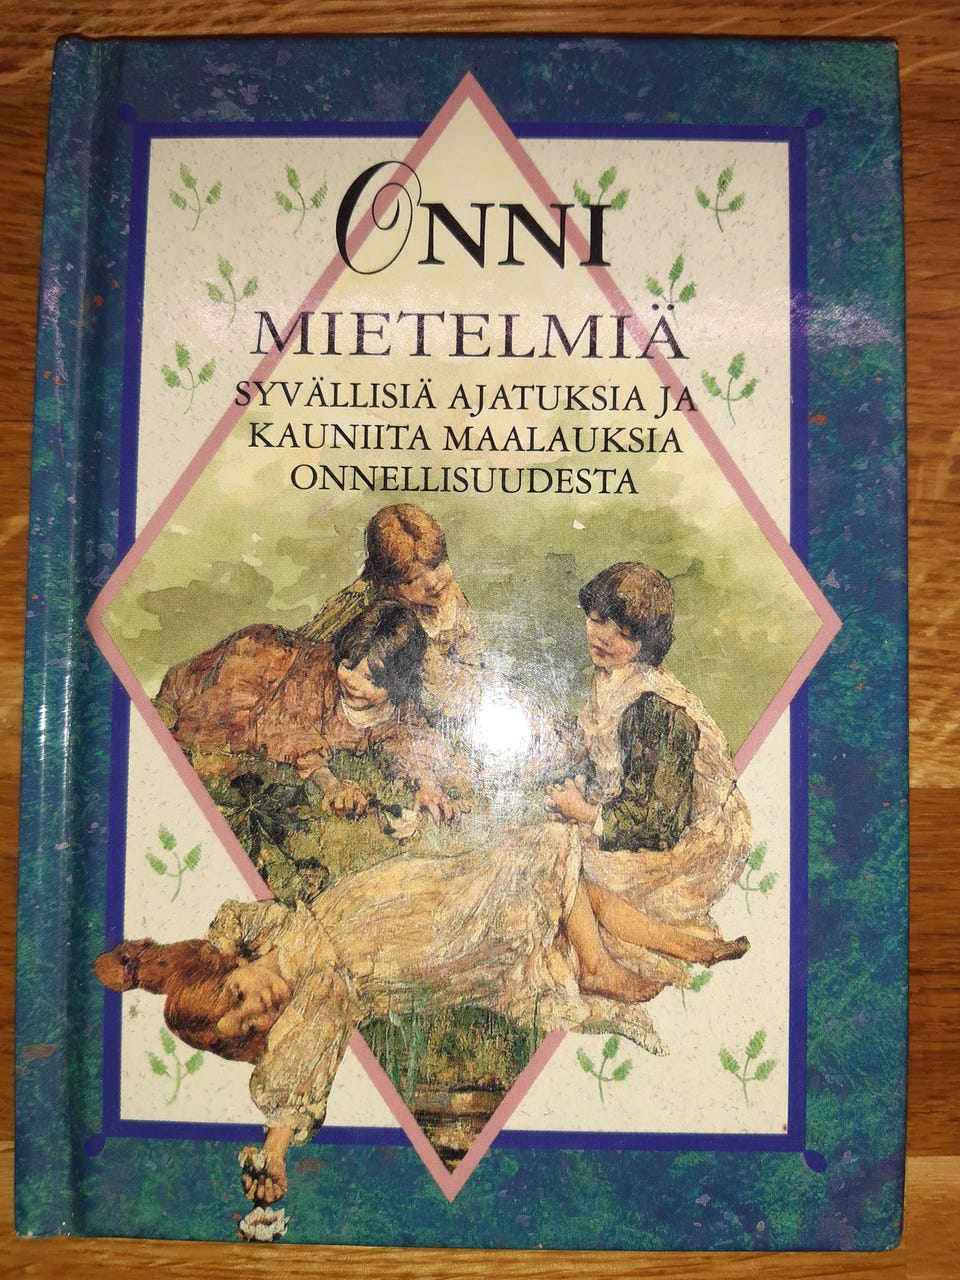 ONNI
MIETELMIÄ
SYVÄLLISIÄ AJATUKSIA JA
KAUNIITA MAALAUKSIA
ONNELLISUUDESTA